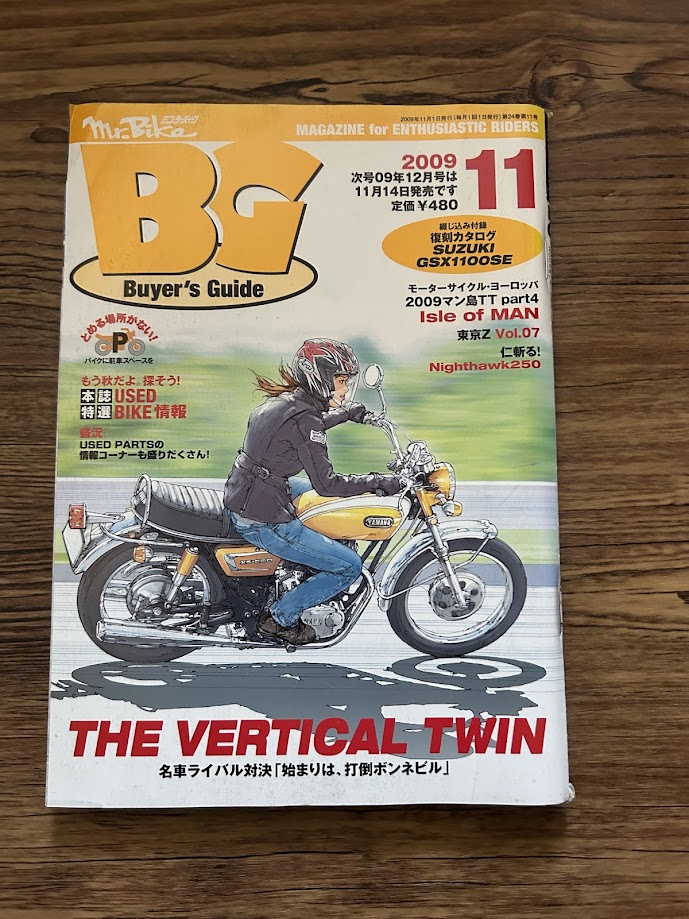 2009年11月1日発行(毎月1回1日発行)第24巻第11号
Mr.Bike ミスターバイク
MAGAZINE for ENTHUSIASTIC RIDERS
BG
Buyer's Guide
2009 11
次号09年12月号は
11月14日発売です
定価 ¥480
綴じ込み付録
復刻カタログ
SUZUKI
GSX1100SE
モーターサイクル・ヨーロッパ
2009マン島TT part4
Isle of MAN
東京Z Vol.07
仁斬る!
Nighthawk250
とめる場所がない!
P
バイクに駐車スペースを
もう秋だよ。探そう!
本誌特選 USED
BIKE情報
盛況
USED PARTSの
情報コーナーも盛りだくさん!
YAMAHA
THE VERTICAL TWIN
名車ライバル対決「始まりは、打倒ボンネビル」